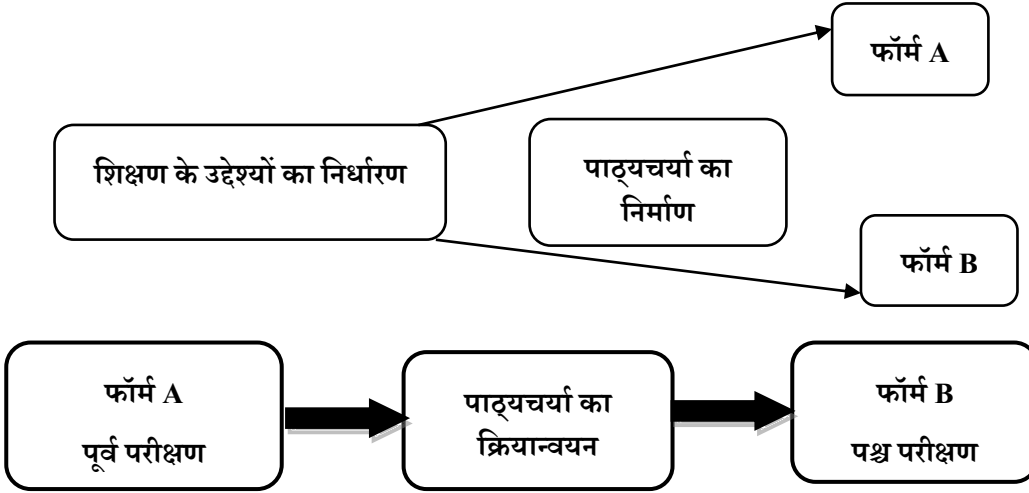 फॉर्म A
शिक्षण के उद्देश्यों का निर्धारण
पाठ्यचर्या का
निर्माण
फॉर्म B
फॉर्म A
पूर्व परीक्षण
पाठ्यचर्या का
क्रियान्वयन
फॉर्म B
पश्च परीक्षण